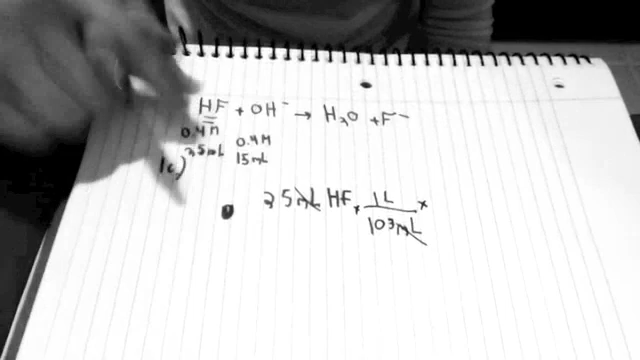 HF + OH⁻ → H₂O + F⁻
0.4M 0.4M
25mL 15mL
1c)
25mL HF x 1L x
10³mL